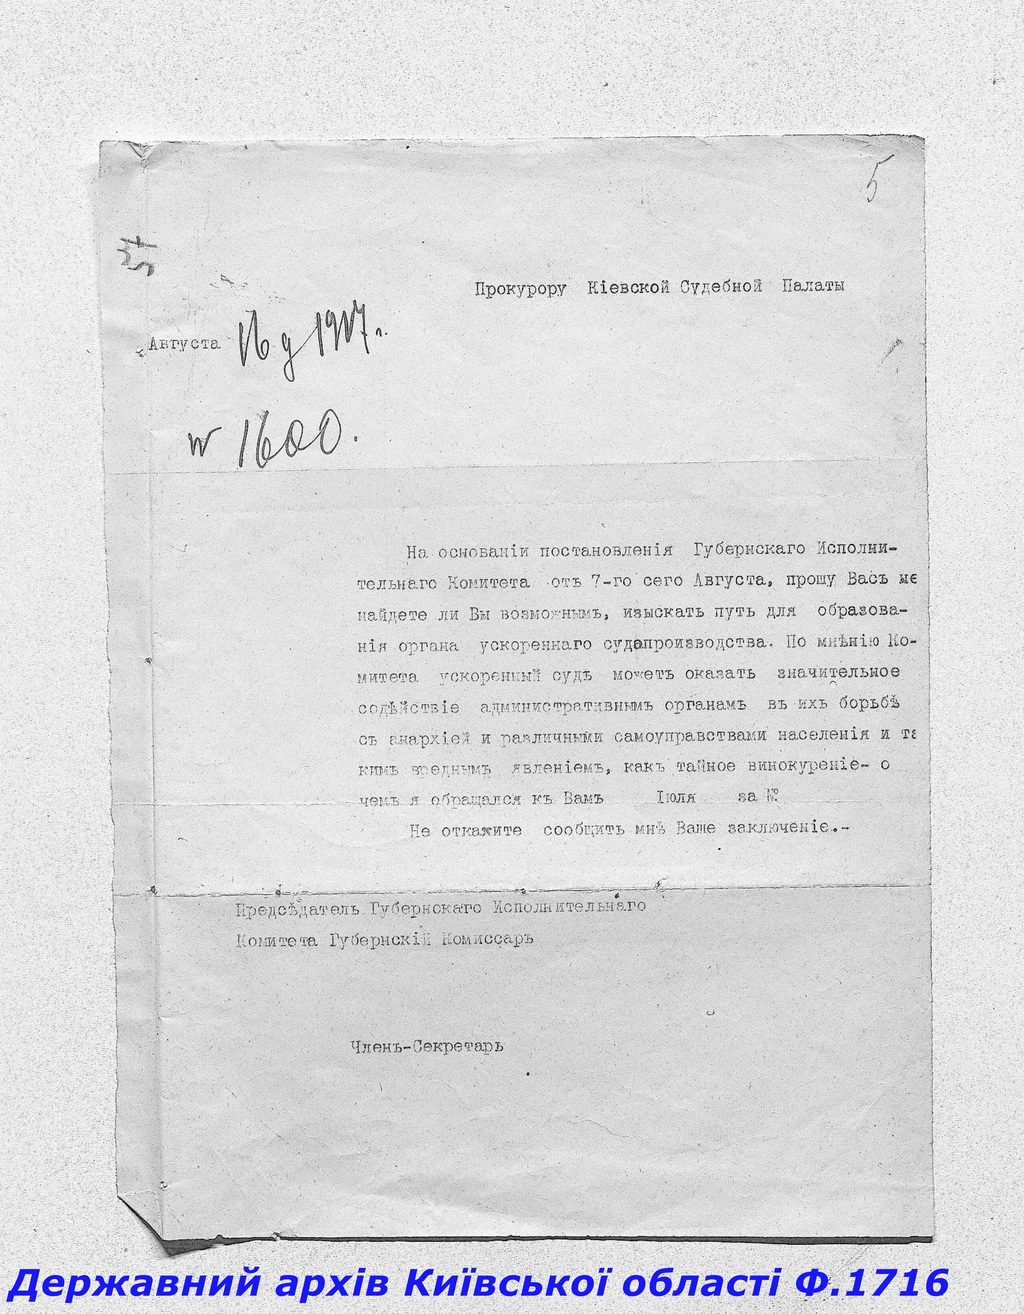 5
Прокурору Кіевской Судебной Палаты
Августа 16 д 1917 г.
№ 1600.
На основаніи постановленія Губернскаго Исполни-
тельнаго Комитета отъ 7-го сего Августа, прошу Васъ не
найдете ли Вы возможнымъ, изыскать путь для образова-
нія органа ускореннаго судапроизводства. По мнѣнію Ко-
митета ускоренный судъ можетъ оказать значительное
содѣйствіе административнымъ органамъ въ ихъ борьбѣ
съ анархіей и различными самоуправствами населенія и та
кимъ вреднымъ явленіемъ, какъ тайное винокуреніе- о
чемъ я обращался къ Вамъ Іюля за №
Не откажите сообщить мнѣ Ваше заключеніе.-
Предсѣдатель Губернскаго Исполнительнаго
Комитета Губернскій Комиссаръ
Членъ-Секретарь
Державний архів Київської області Ф.1716